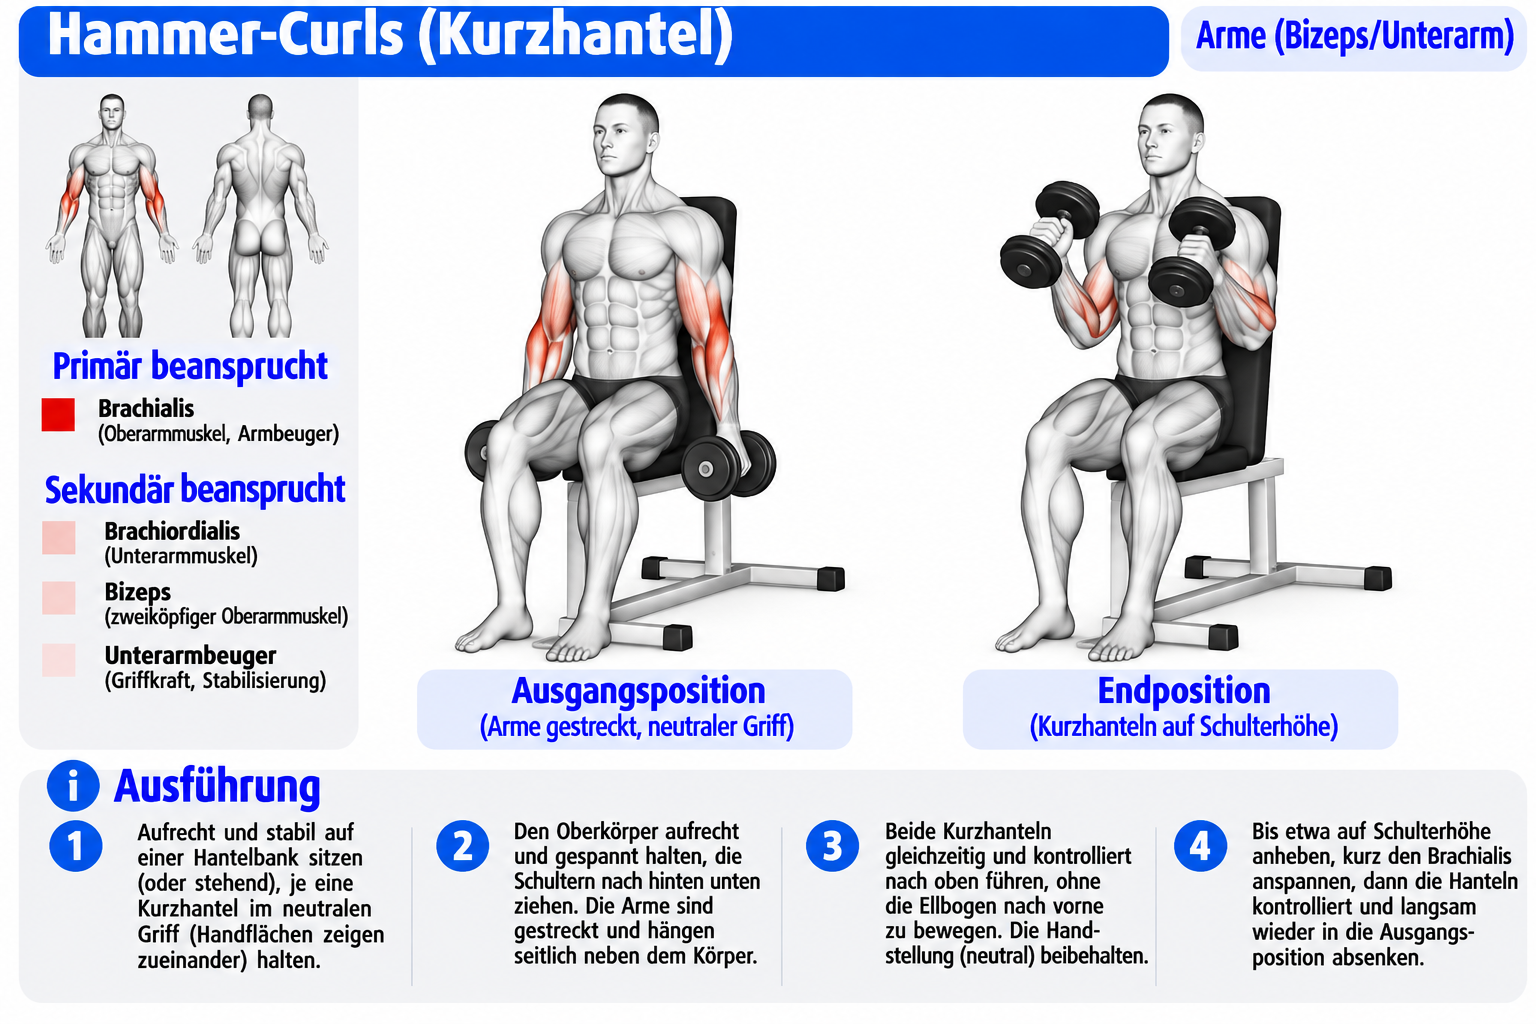 Hammer-Curls (Kurzhantel)
Arme (Bizeps/Unterarm)
Primär beansprucht
Brachialis
(Oberarmmuskel, Armbeuger)
Sekundär beansprucht
Brachiordialis
(Unterarmmuskel)
Bizeps
(zweiköpfiger Oberarmmuskel)
Unterarmbeuger
(Griffkraft, Stabilisierung)
Ausgangsposition
(Arme gestreckt, neutraler Griff)
Endposition
(Kurzhanteln auf Schulterhöhe)
i Ausführung
1
Aufrecht und stabil auf
einer Hantelbank sitzen
(oder stehend), je eine
Kurzhantel im neutralen
Griff (Handflächen zeigen
zueinander) halten.
2
Den Oberkörper aufrecht
und gespannt halten, die
Schultern nach hinten unten
ziehen. Die Arme sind
gestreckt und hängen
seitlich neben dem Körper.
3
Beide Kurzhanteln
gleichzeitig und kontrolliert
nach oben führen, ohne
die Ellbogen nach vorne
zu bewegen. Die Hand-
stellung (neutral) beibehalten.
4
Bis etwa auf Schulterhöhe
anheben, kurz den Brachialis
anspannen, dann die Hanteln
kontrolliert und langsam
wieder in die Ausgangs-
position absenken.